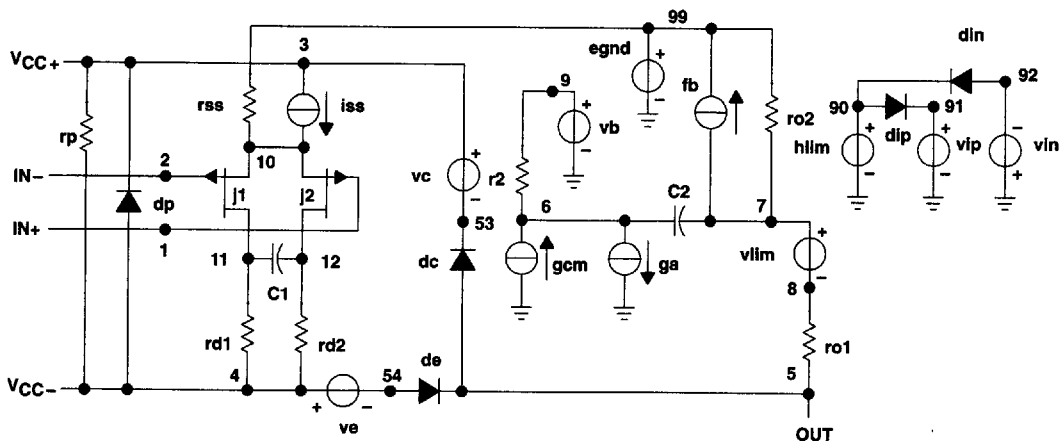 99
din
egnd
3
VCC+
9
fb
92
rss
iss
90
91
vb
ro2
dip
rp
hlim
vip
vin
2
10
IN−
vc
r2
j1
j2
dp
6
C2
7
IN+
53
1
vlim
11
12
dc
gcm
ga
C1
8
rd1
rd2
ro1
de
4
54
5
VCC−
ve
OUT